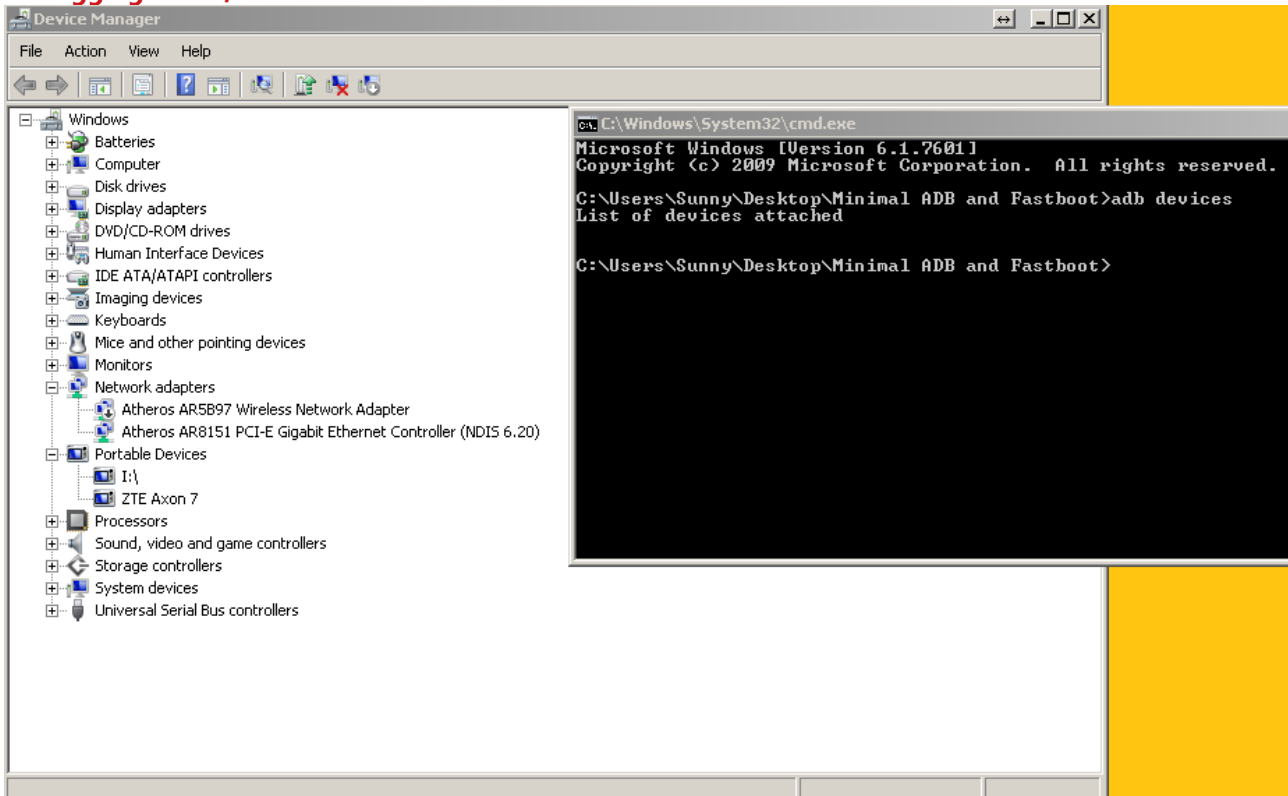 Device Manager
File Action View Help
Windows
Batteries
Computer
Disk drives
Display adapters
DVD/CD-ROM drives
Human Interface Devices
IDE ATA/ATAPI controllers
Imaging devices
Keyboards
Mice and other pointing devices
Monitors
Network adapters
Atheros AR5B97 Wireless Network Adapter
Atheros AR8151 PCI-E Gigabit Ethernet Controller (NDIS 6.20)
Portable Devices
I:\
ZTE Axon 7
Processors
Sound, video and game controllers
Storage controllers
System devices
Universal Serial Bus controllers
C:\Windows\System32\cmd.exe
Microsoft Windows [Version 6.1.7601]
Copyright (c) 2009 Microsoft Corporation. All rights reserved.
C:\Users\Sunny\Desktop\Minimal ADB and Fastboot>adb devices
List of devices attached
C:\Users\Sunny\Desktop\Minimal ADB and Fastboot>